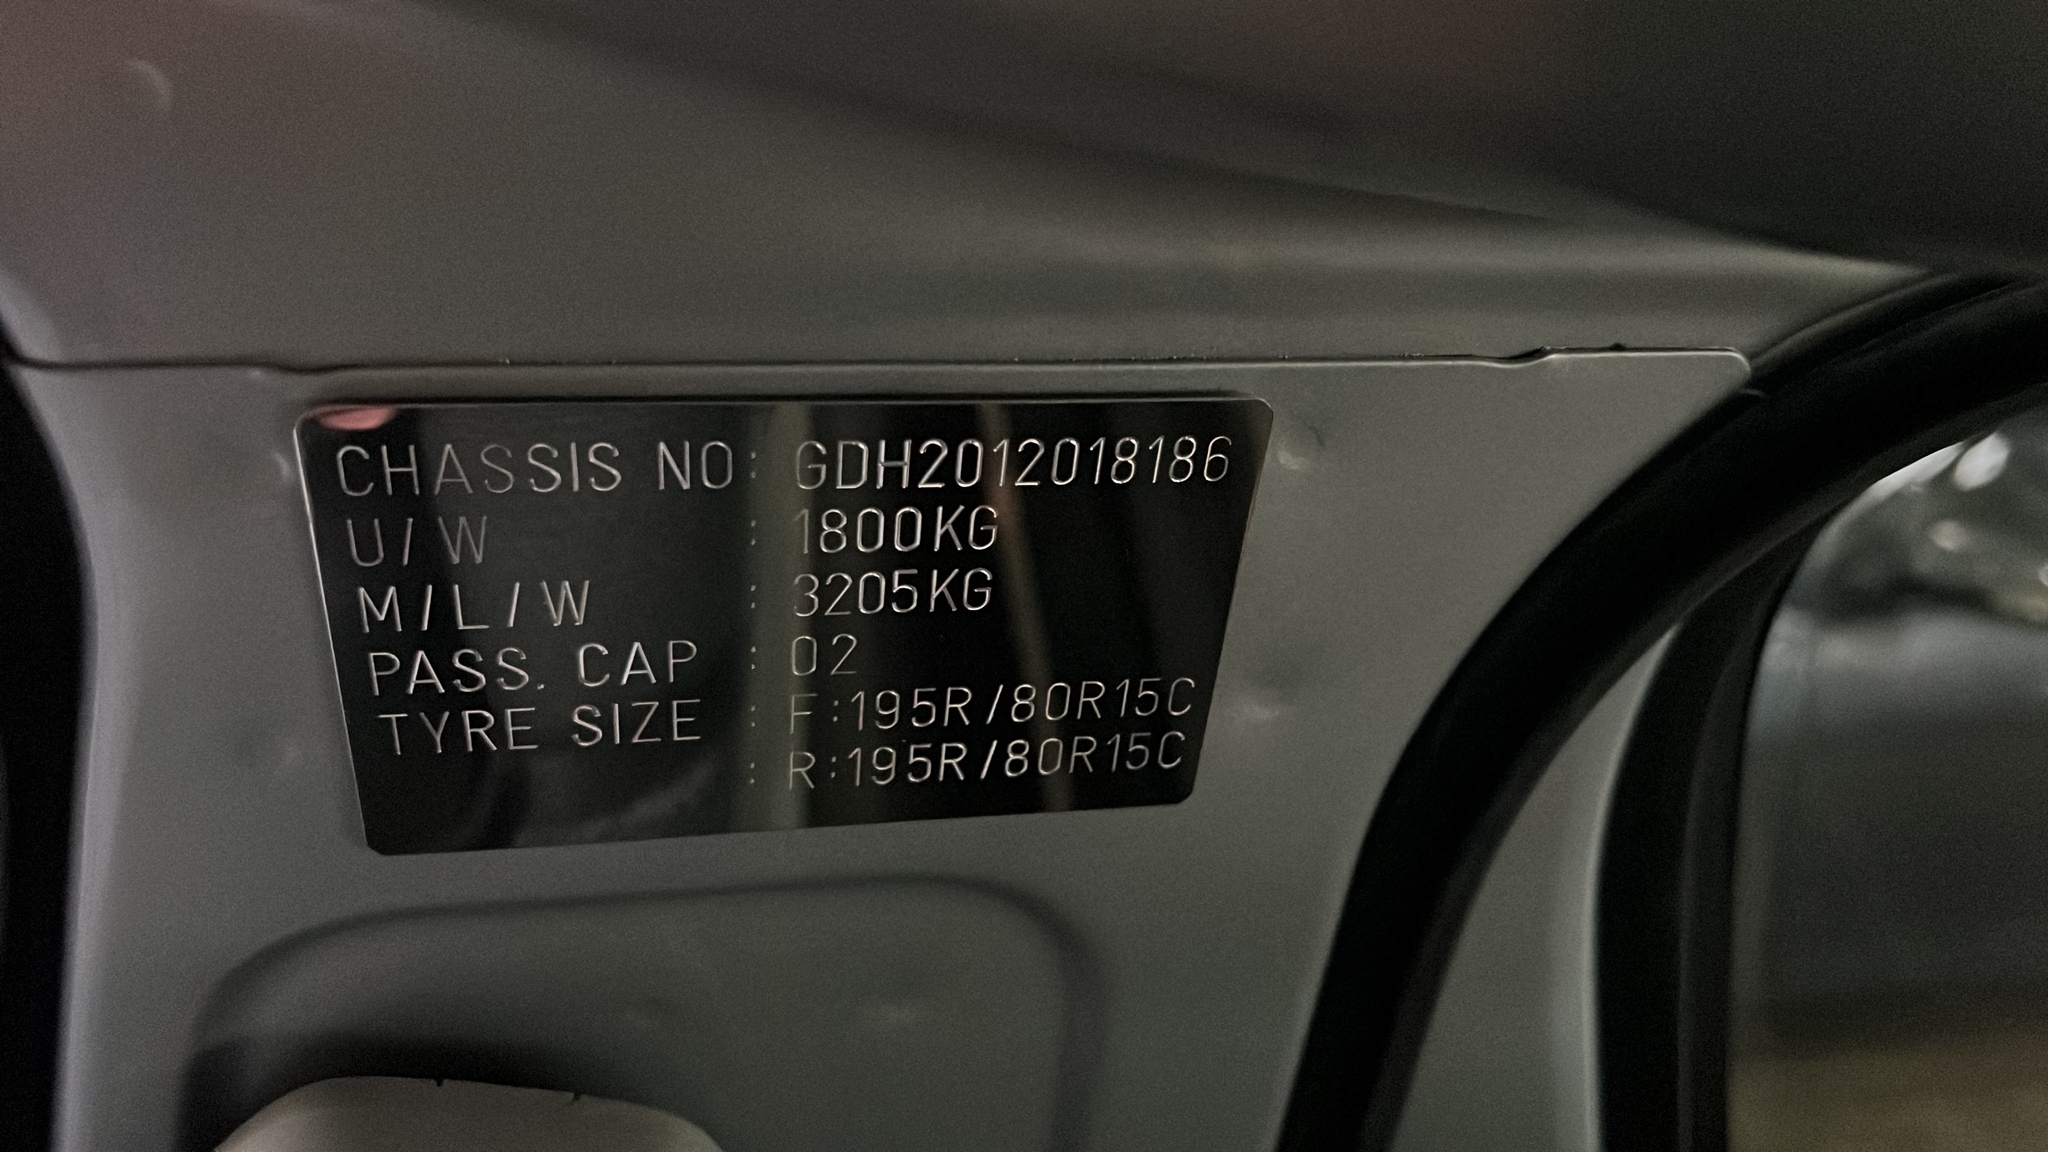 CHASSIS NO: GDH2012018186
U/W : 1800KG
M/L/W : 3205KG
PASS. CAP : 02
TYRE SIZE : F:195R/80R15C
: R:195R/80R15C